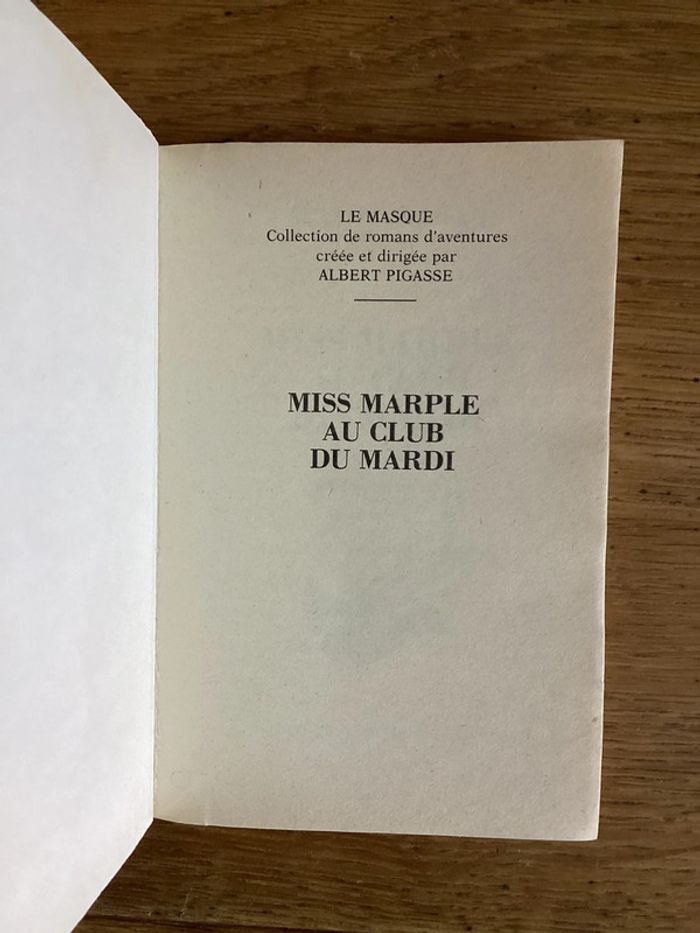 LE MASQUE
Collection de romans d'aventures
créée et dirigée par
ALBERT PIGASSE
MISS MARPLE
AU CLUB
DU MARDI